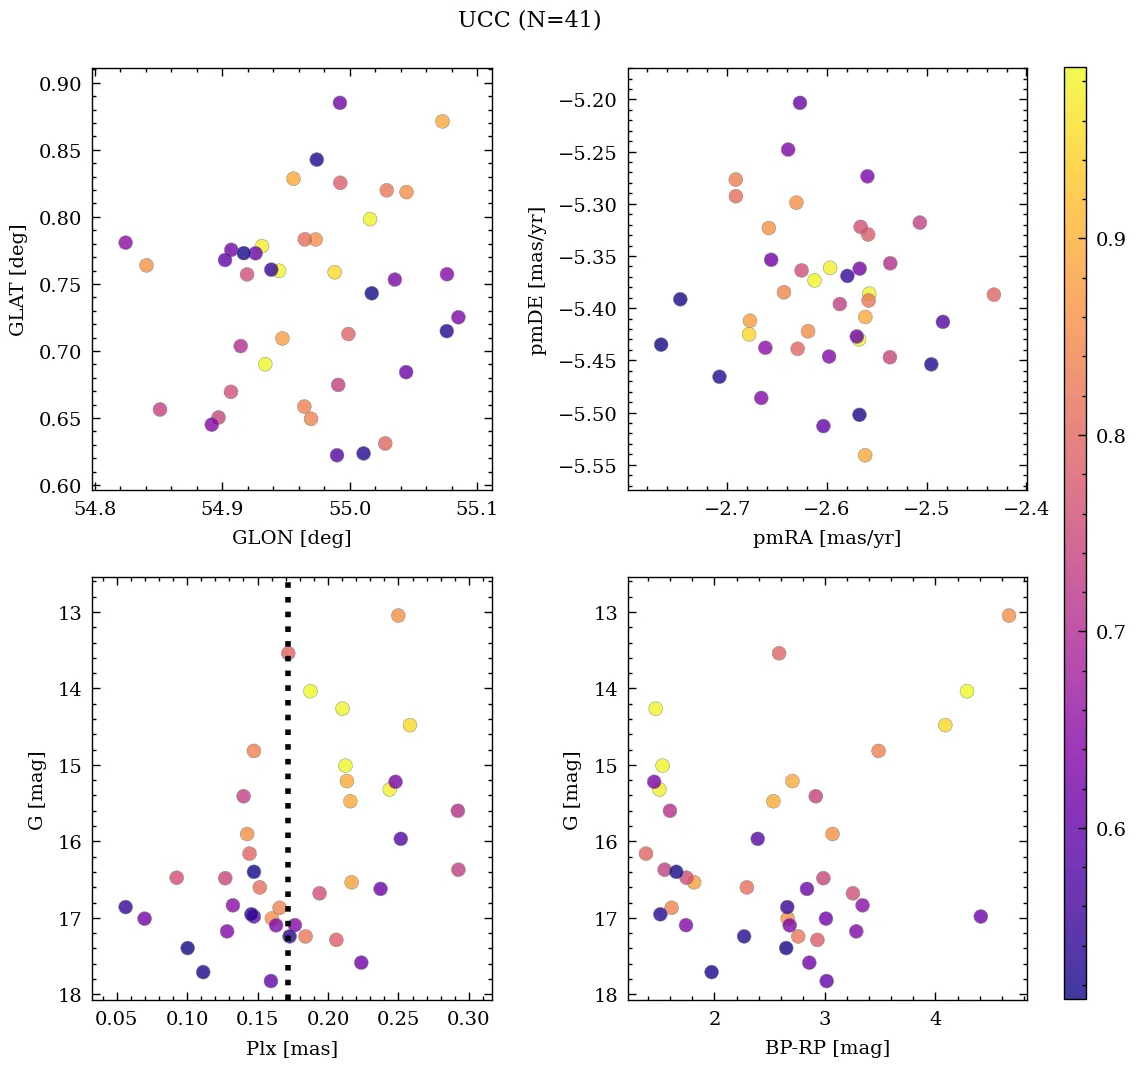 UCC (N=41)
0.90
0.85
0.80
0.75
0.70
0.65
0.60
GLAT [deg]
54.8 54.9 55.0 55.1
GLON [deg]
−5.20
−5.25
−5.30
−5.35
−5.40
−5.45
−5.50
−5.55
pmDE [mas/yr]
−2.7 −2.6 −2.5 −2.4
pmRA [mas/yr]
13
14
15
16
17
18
G [mag]
0.05 0.10 0.15 0.20 0.25 0.30
Plx [mas]
13
14
15
16
17
18
G [mag]
2 3 4
BP-RP [mag]
0.9
0.8
0.7
0.6